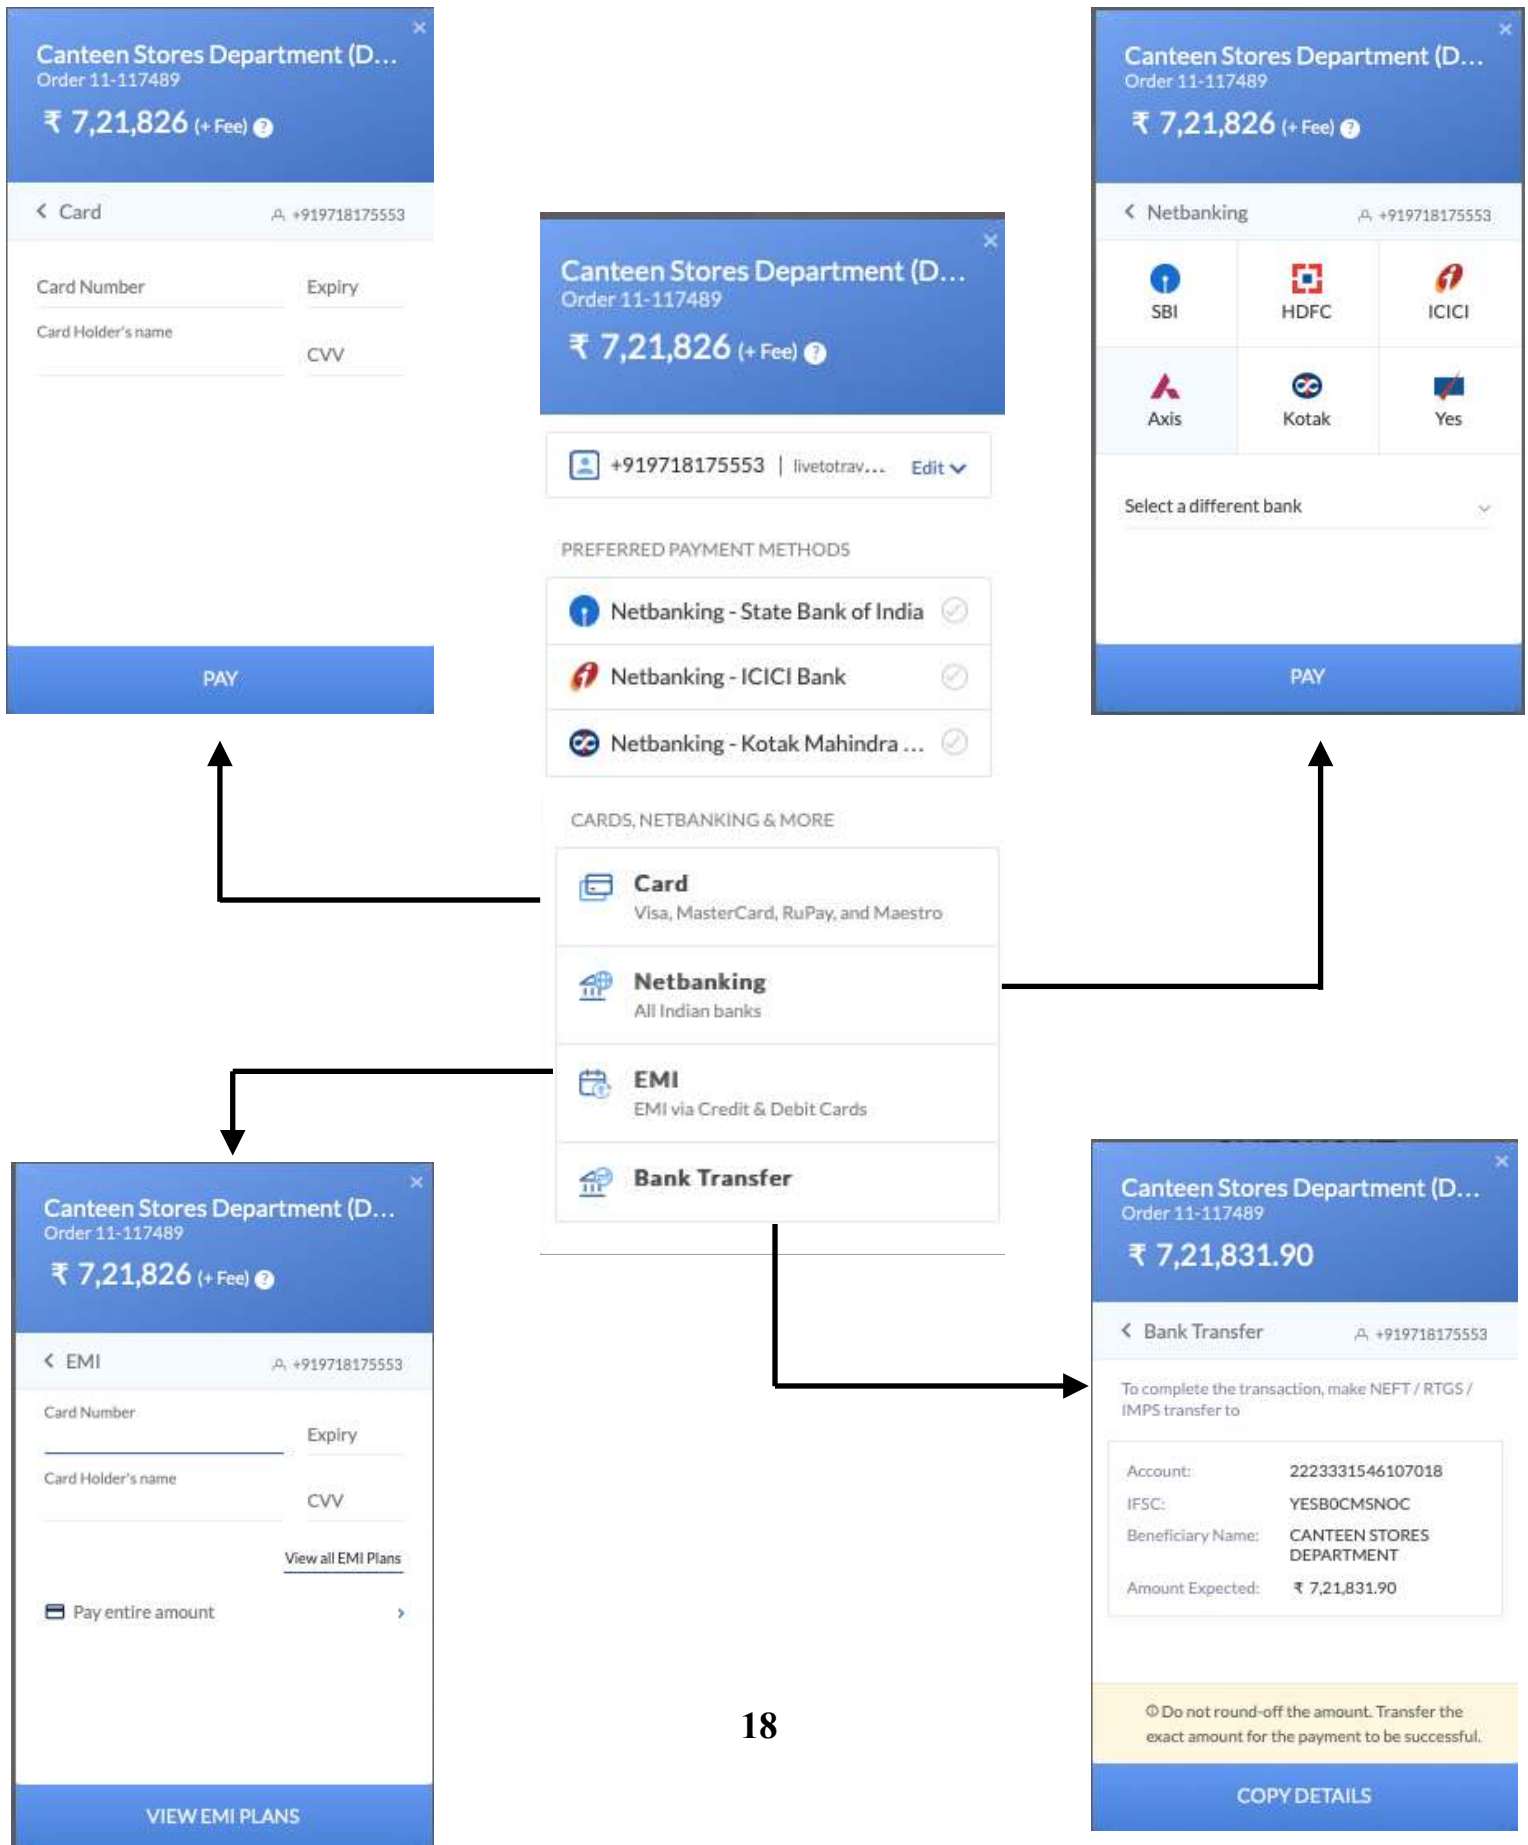 Canteen Stores Department (D...
Order 11-117489
₹ 7,21,826 (+ Fee) ?
Card +919718175553
Card Number Expiry
Card Holder's name
CVV
PAY
Canteen Stores Department (D...
Order 11-117489
₹ 7,21,826 (+ Fee) ?
+919718175553 | livetotrav... Edit
PREFERRED PAYMENT METHODS
Netbanking - State Bank of India
Netbanking - ICICI Bank
Netbanking - Kotak Mahindra ...
CARDS, NETBANKING & MORE
Card
Visa, MasterCard, RuPay, and Maestro
Netbanking
All Indian banks
EMI
EMI via Credit & Debit Cards
Bank Transfer
Canteen Stores Department (D...
Order 11-117489
₹ 7,21,826 (+ Fee) ?
Netbanking +919718175553
SBI HDFC ICICI
Axis Kotak Yes
Select a different bank
PAY
Canteen Stores Department (D...
Order 11-117489
₹ 7,21,826 (+ Fee) ?
EMI +919718175553
Card Number
Expiry
Card Holder's name
CVV
View all EMI Plans
Pay entire amount
VIEW EMI PLANS
Canteen Stores Department (D...
Order 11-117489
₹ 7,21,831.90
Bank Transfer +919718175553
To complete the transaction, make NEFT / RTGS /
IMPS transfer to
Account: 2223331546107018
IFSC: YESB0CMSNOC
Beneficiary Name: CANTEEN STORES
DEPARTMENT
Amount Expected: ₹ 7,21,831.90
Do not round-off the amount. Transfer the
exact amount for the payment to be successful.
COPY DETAILS
18